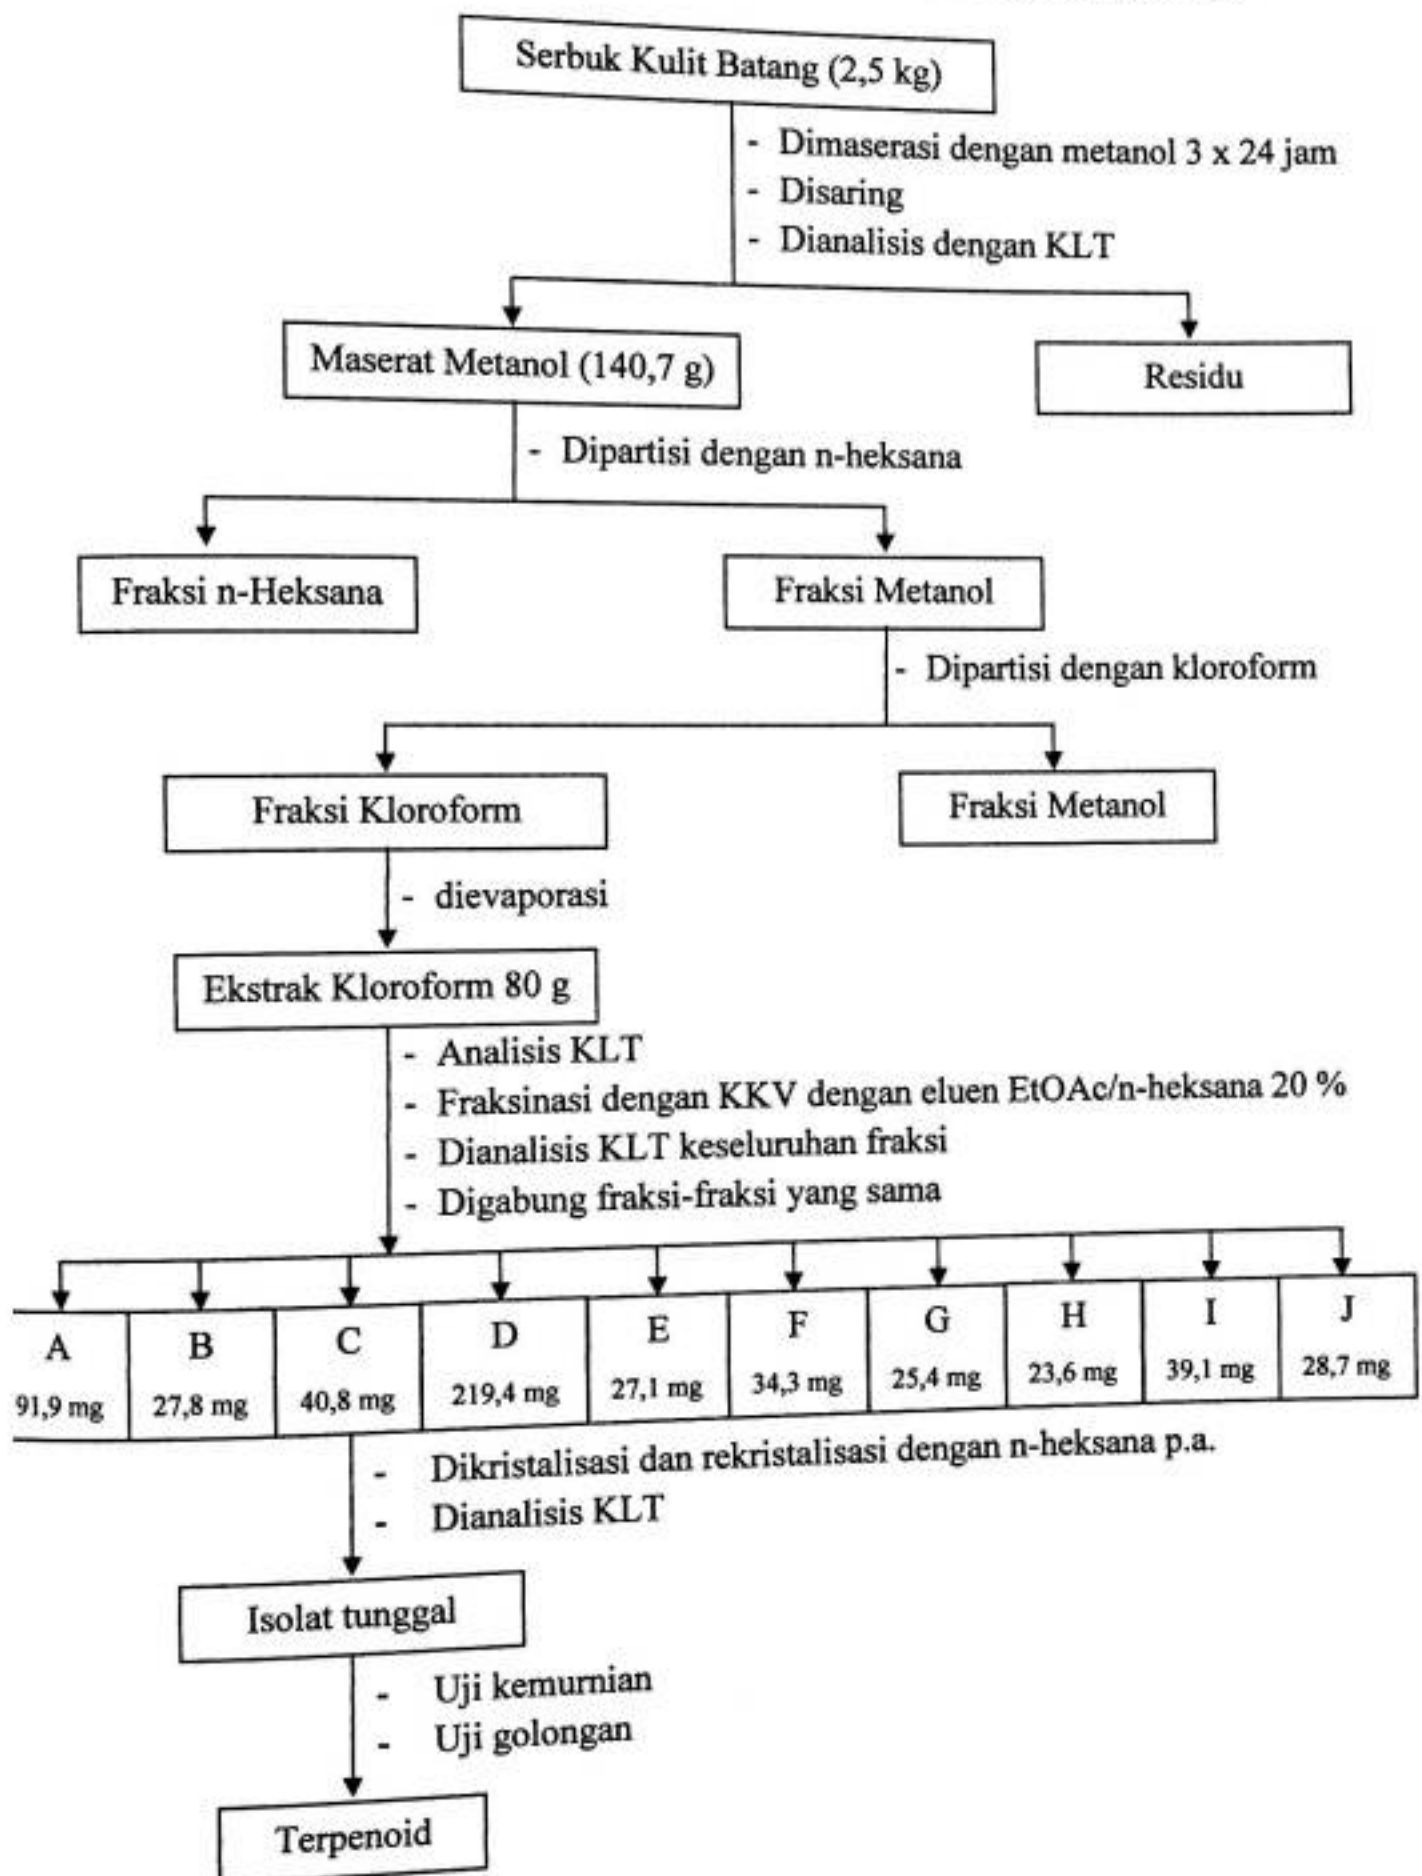 Serbuk Kulit Batang (2,5 kg)
- Dimaserasi dengan metanol 3 x 24 jam
- Disaring
- Dianalisis dengan KLT
Maserat Metanol (140,7 g)
Residu
- Dipartisi dengan n-heksana
Fraksi n-Heksana
Fraksi Metanol
- Dipartisi dengan kloroform
Fraksi Kloroform
Fraksi Metanol
- dievaporasi
Ekstrak Kloroform 80 g
- Analisis KLT
- Fraksinasi dengan KKV dengan eluen EtOAc/n-heksana 20 %
- Dianalisis KLT keseluruhan fraksi
- Digabung fraksi-fraksi yang sama
A B C D E F G H I J
91,9 mg 27,8 mg 40,8 mg 219,4 mg 27,1 mg 34,3 mg 25,4 mg 23,6 mg 39,1 mg 28,7 mg
- Dikristalisasi dan rekristalisasi dengan n-heksana p.a.
- Dianalisis KLT
Isolat tunggal
- Uji kemurnian
- Uji golongan
Terpenoid